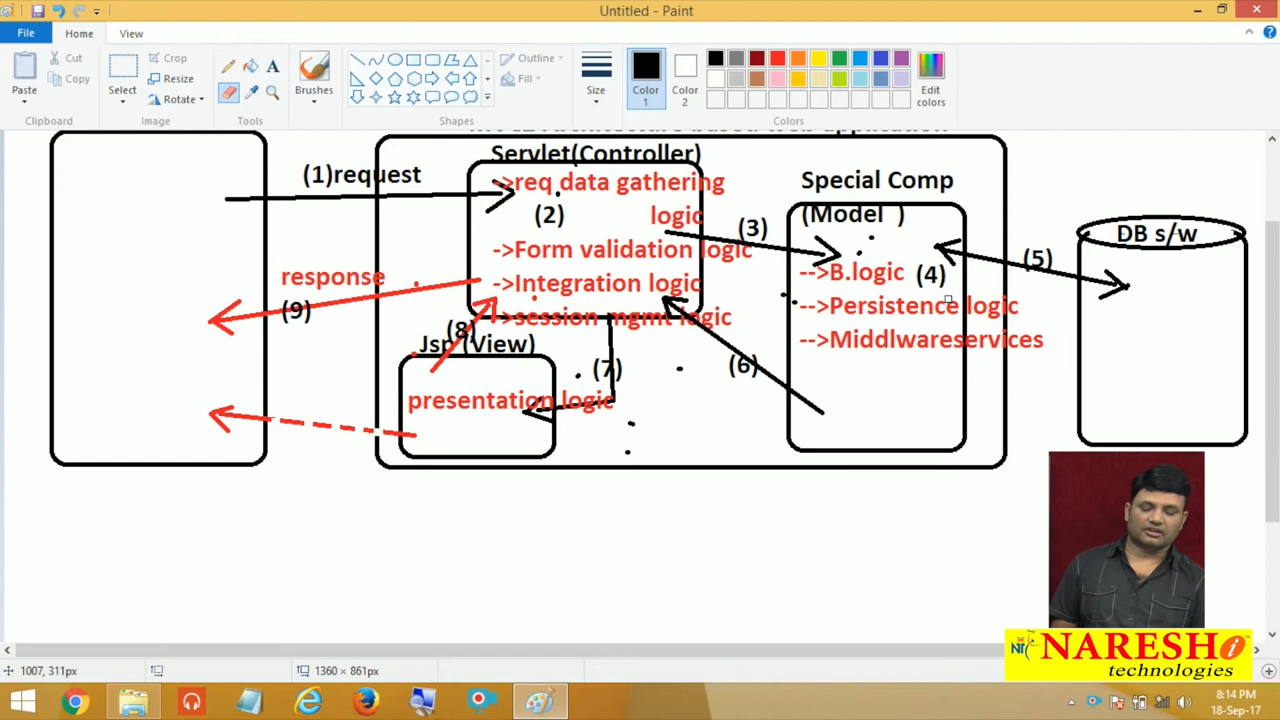 Untitled - Paint
File
Home
View
Paste
Cut
Copy
Clipboard
Select
Crop
Resize
Rotate
Image
Tools
Brushes
Shapes
Outline
Fill
Size
Color
1
Color
2
Edit
colors
Colors
Servlet(Controller)
(1)request
->req data gathering
logic
(2)
->Form validation logic
->Integration logic
->session mgmt logic
response
(9)
(8)
Jsp (View)
(7)
presentation logic
(3)
(6)
Special Comp
(Model )
-->B.logic
(4)
-->Persistence logic
-->Middlwareservices
(5)
DB s/w
1007, 311px
1360 × 861px
NARESH i
technologies
8:14 PM
18-Sep-17